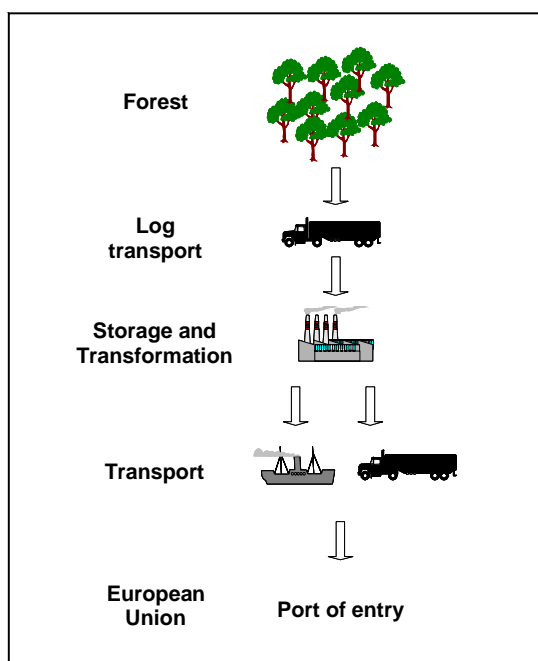 Forest
Log
transport
Storage and
Transformation
Transport
European
Union
Port of entry